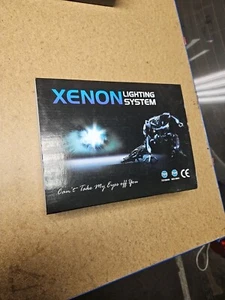 XENON LIGHTING
SYSTEM
Can't Take My Eyes off You
CE